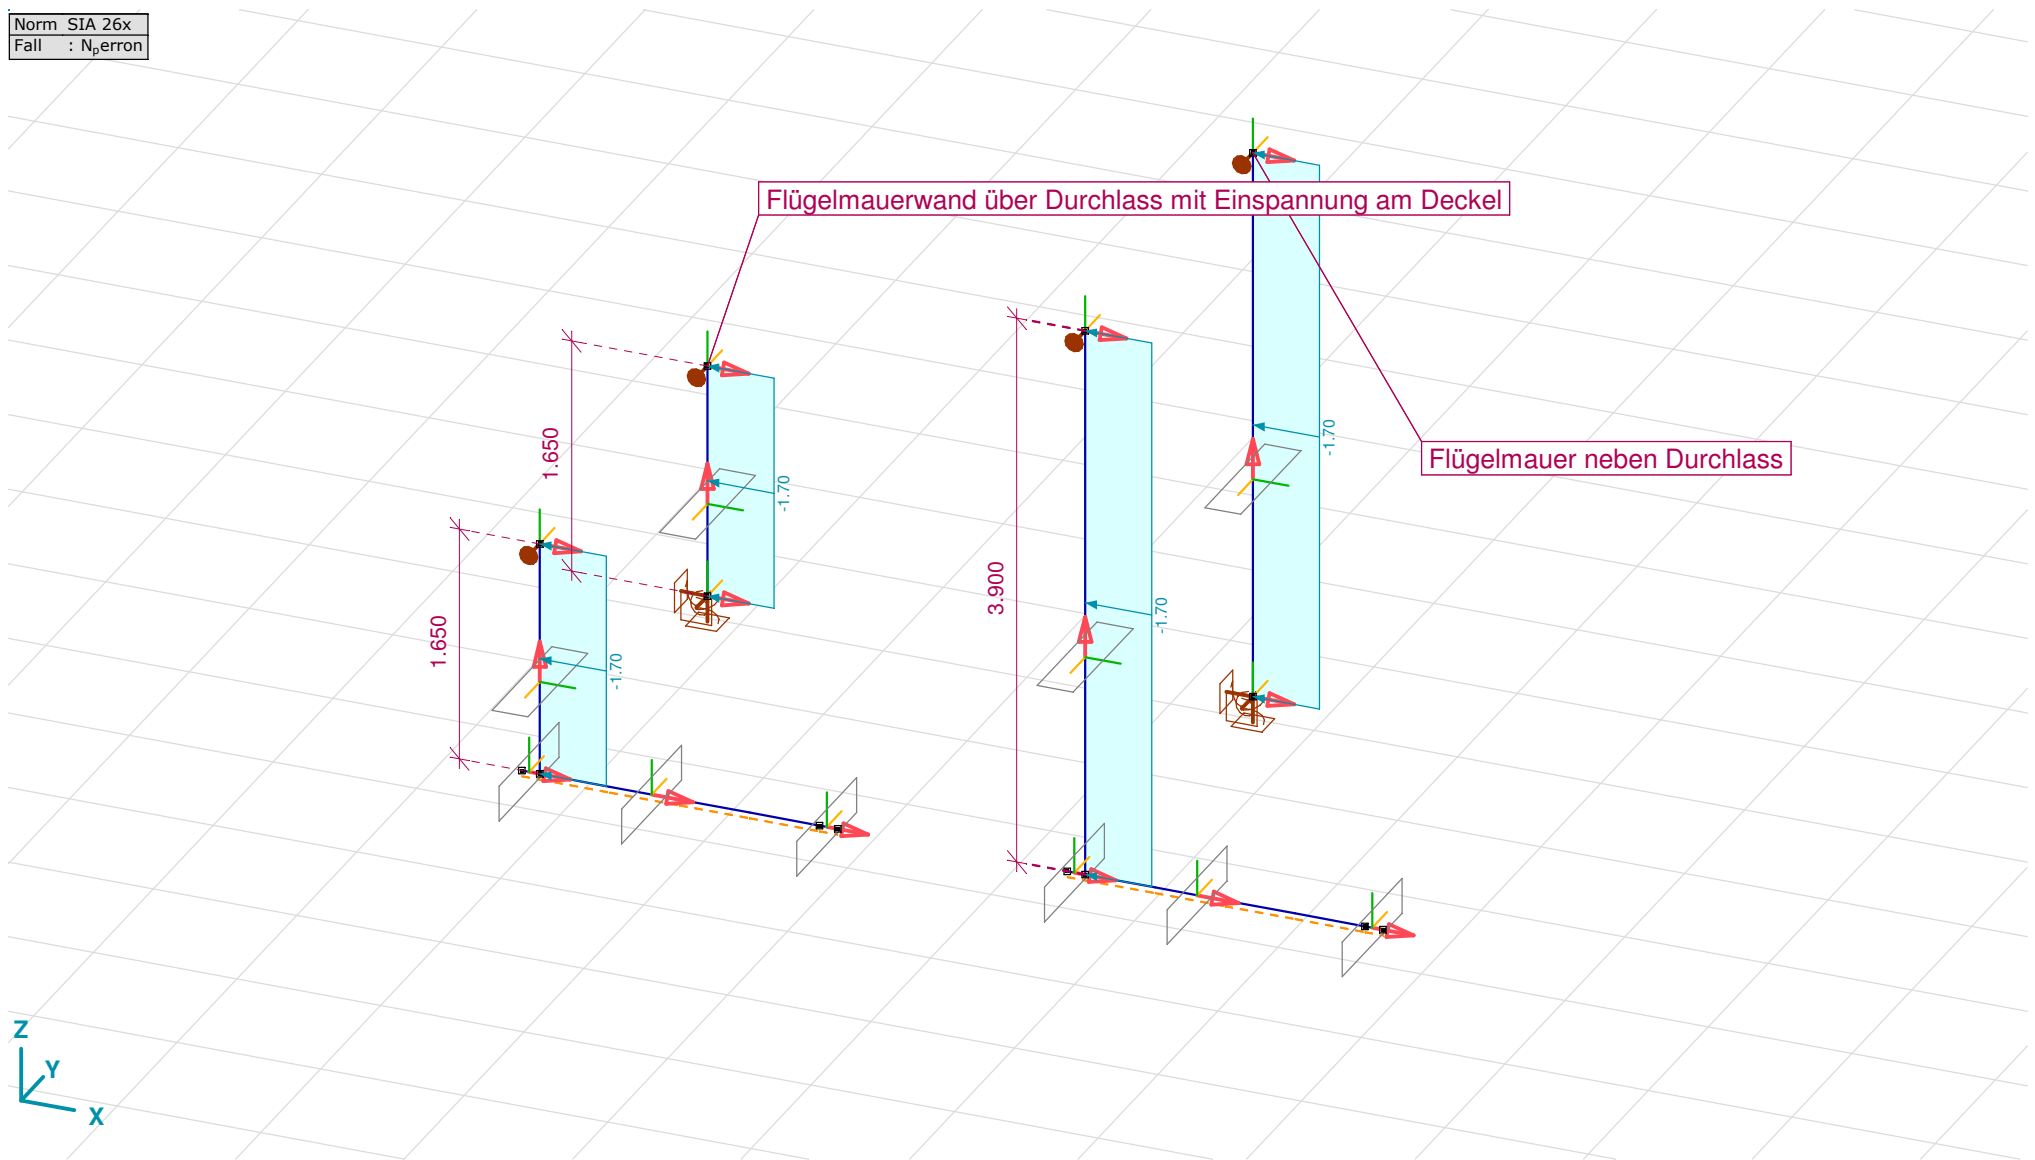 Norm SIA 26x
Fall : Nperron
Flügelmauerwand über Durchlass mit Einspannung am Deckel
Flügelmauer neben Durchlass
1.650
-1.70
1.650
-1.70
3.900
-1.70
-1.70
Z
Y
X